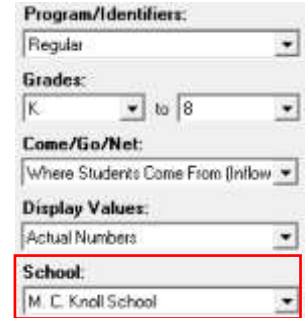 Program/Identifiers:
Regular
Grades:
K to 8
Come/Go/Net:
Where Students Come From (Inflow
Display Values:
Actual Numbers
School:
M. C. Knoll School